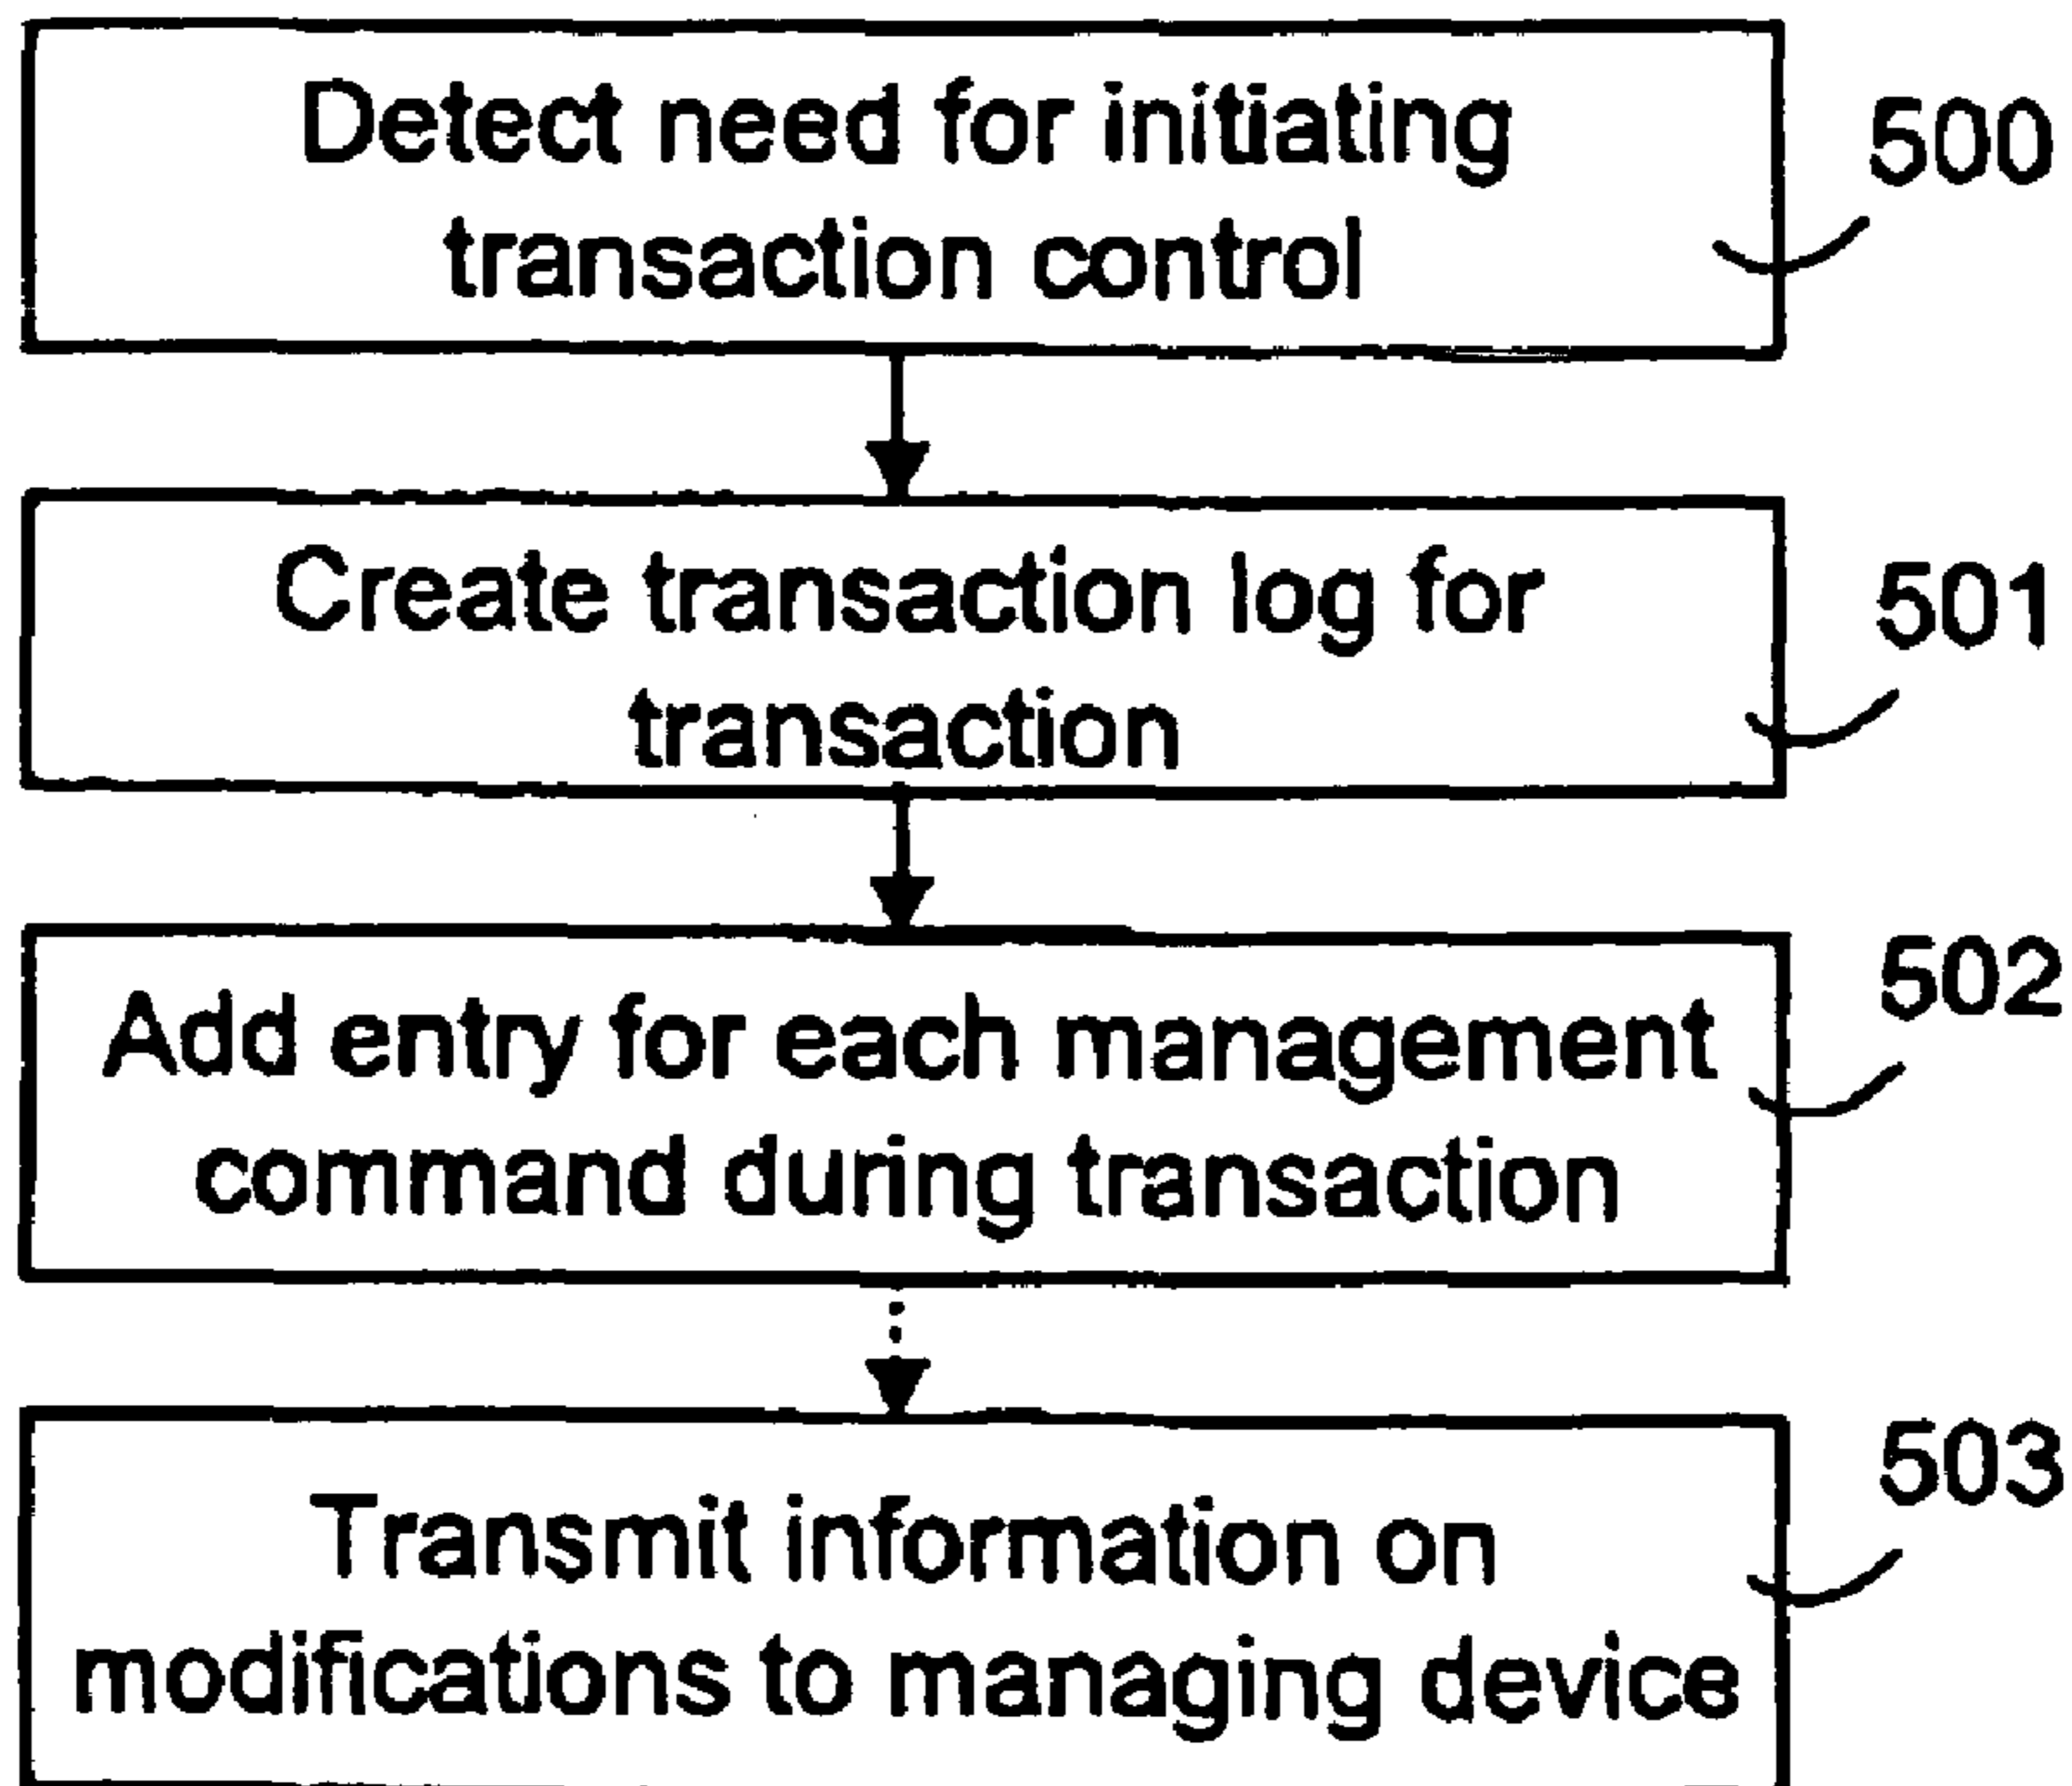 Detect need for initiating
transaction control
500
Create transaction log for
transaction
501
Add entry for each management
command during transaction
502
Transmit information on
modifications to managing device
503